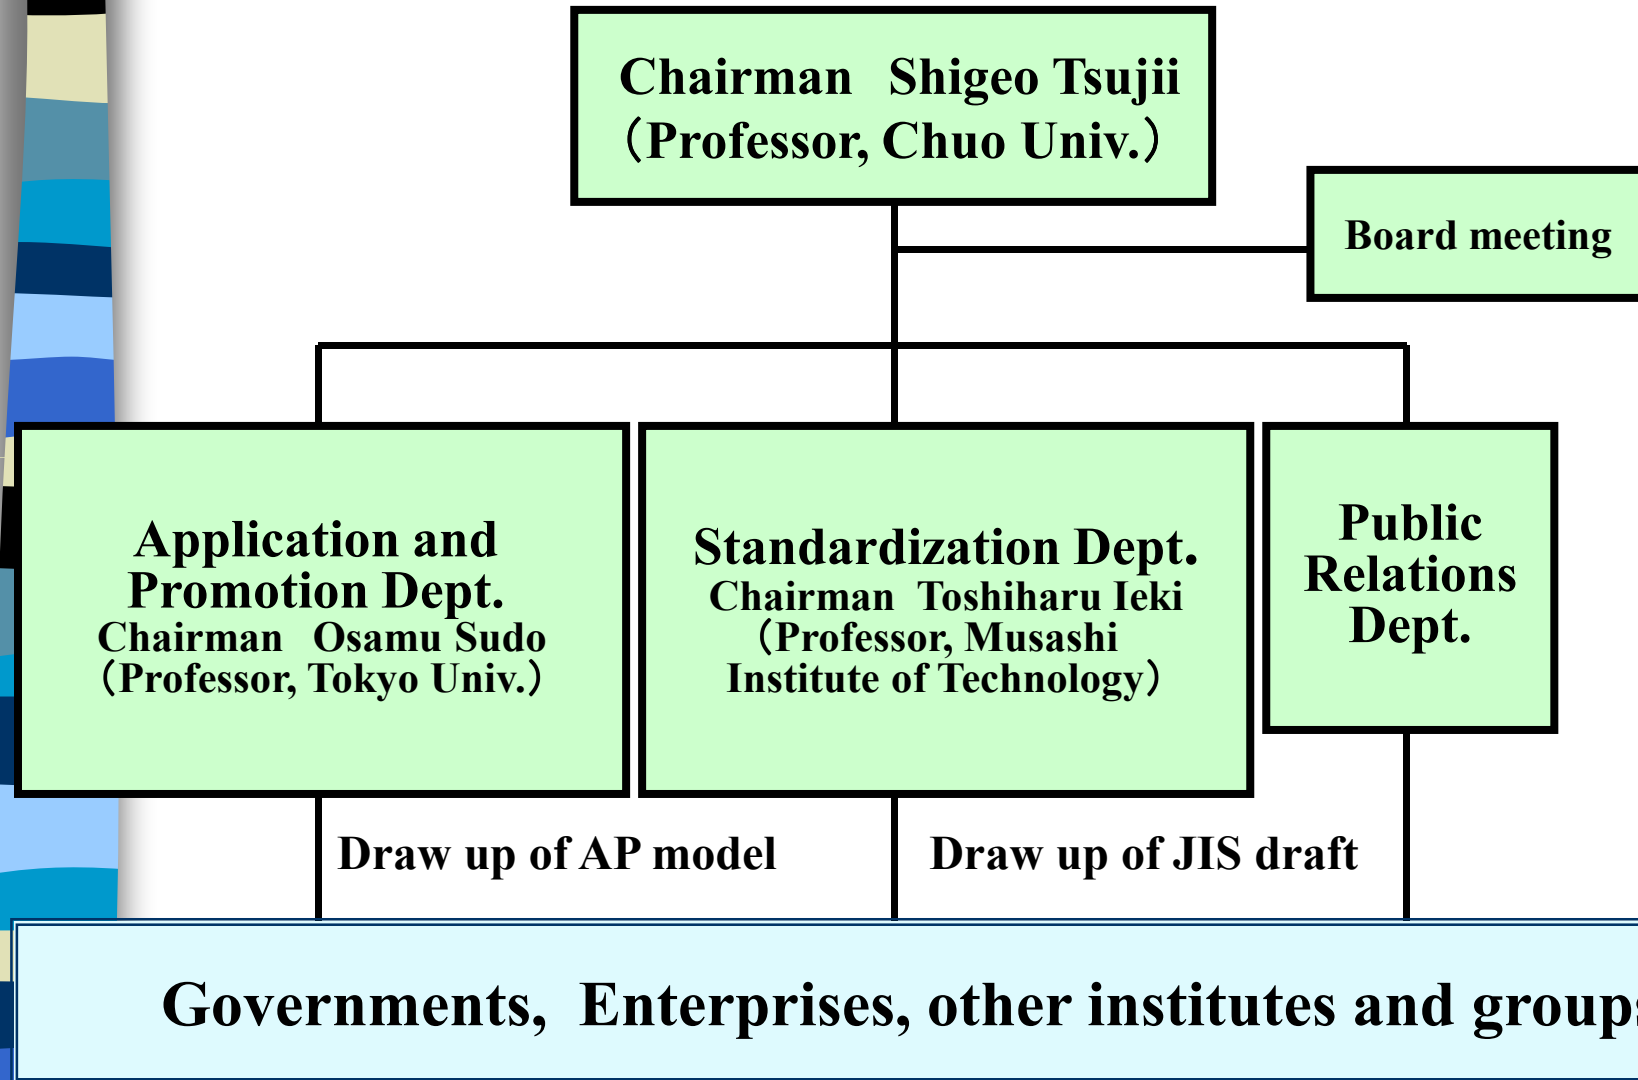 Chairman Shigeo Tsujii
（Professor, Chuo Univ.）
Board meeting
Application and
Promotion Dept.
Chairman Osamu Sudo
（Professor, Tokyo Univ.）
Standardization Dept.
Chairman Toshiharu Ieki
（Professor, Musashi
Institute of Technology）
Public
Relations
Dept.
Draw up of AP model
Draw up of JIS draft
Governments, Enterprises, other institutes and groups